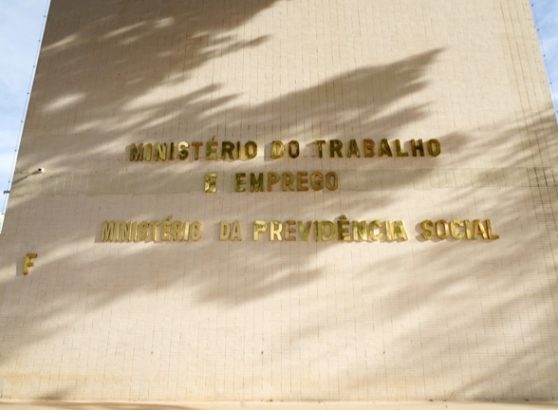 MINISTÉRIO DO TRABALHO
E EMPREGO
MINISTÉRIO DA PREVIDÊNCIA SOCIAL
F